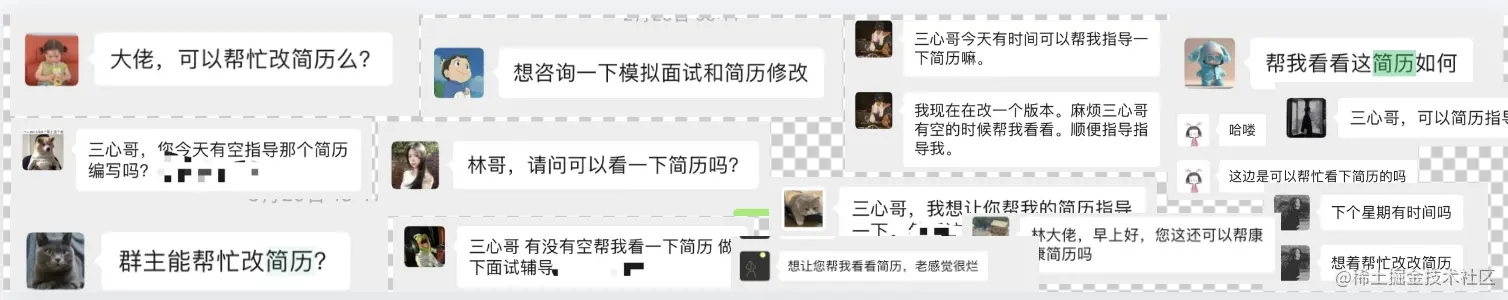 大佬，可以帮忙改简历么？
想咨询一下模拟面试和简历修改
三心哥今天有时间可以帮我指导一
下简历嘛。
我现在在改一个版本。麻烦三心哥
有空的时候帮我看看。顺便指导指
导我。
帮我看看这简历如何
哈喽
三心哥，可以简历指导
这边是可以帮忙看下简历的吗
三心哥，您今天有空指导那个简历
编写吗？
林哥，请问可以看一下简历吗？
三心哥，我想让你帮我的简历指导
一下。
林大佬，早上好，您这还可以帮康
康简历吗
下个星期有时间吗
想着帮忙改改简历
群主能帮忙改简历？
三心哥 有没有空帮我看一下简历 做
下面试辅导
想让您帮我看看简历，老感觉很烂
@稀土掘金技术社区